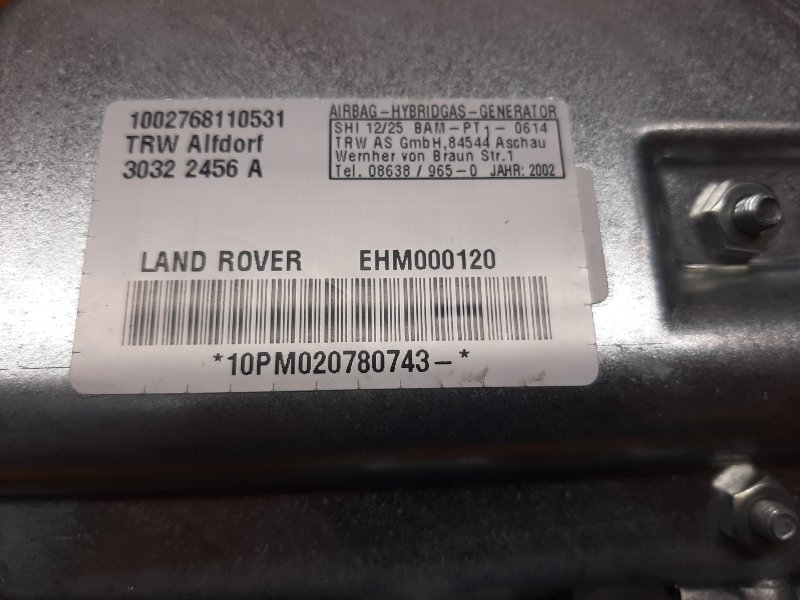 1002768110531
TRW Alfdorf
3032 2456 A
AIRBAG-HYBRIDGAS-GENERATOR
SHI 12/25 BAM-PT1-0614
TRW AS GmbH,84544 Aschau
Wernher von Braun Str.1
Tel. 08638 / 965-0 JAHR: 2002
LAND ROVER EHM000120
*10PM020780743-*